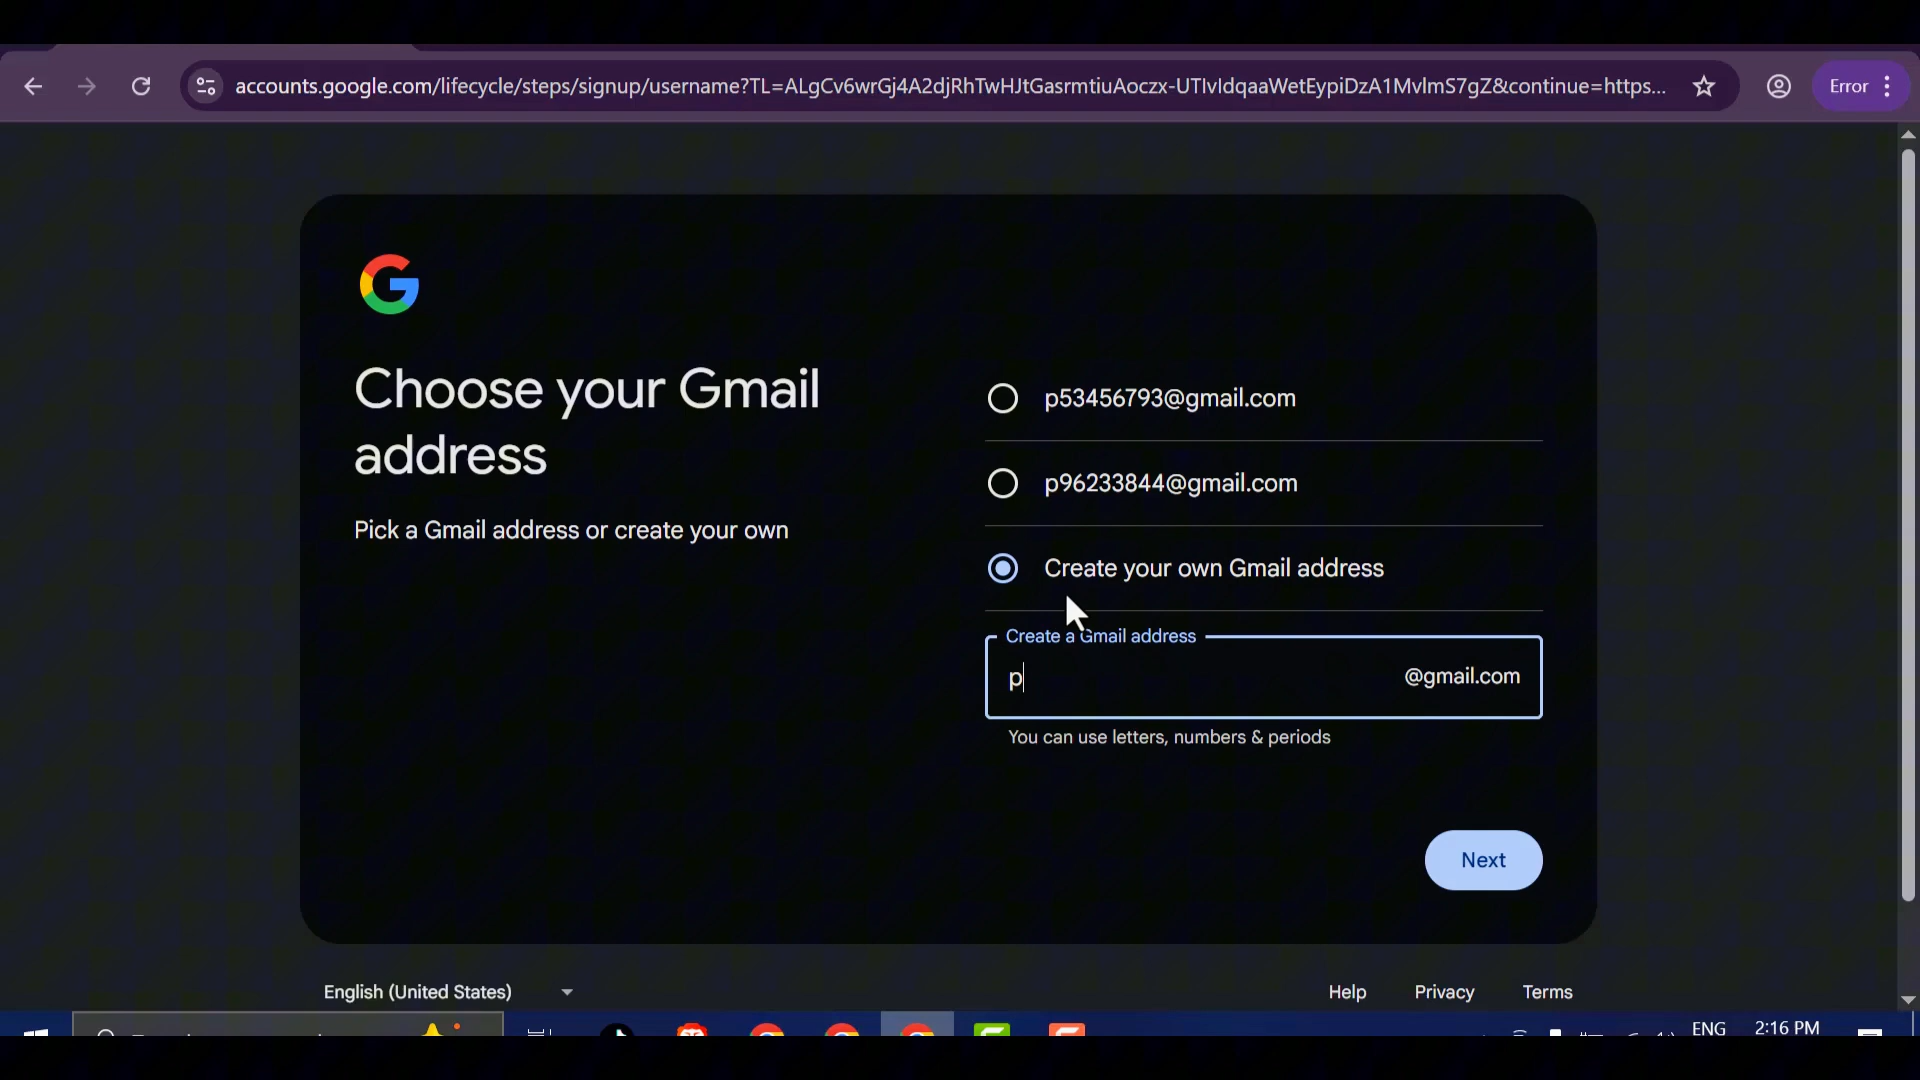 accounts.google.com/lifecycle/steps/signup/username?TL=ALgCv6wrGj4A2djRhTwHJtGasrmtiuAoczx-UTlvIdqaaWetEypiDzA1MvlmS7gZ&continue=https...
Error
Choose your Gmail
address
Pick a Gmail address or create your own
p53456793@gmail.com
p96233844@gmail.com
Create your own Gmail address
Create a Gmail address
p
@gmail.com
You can use letters, numbers & periods
Next
English (United States)
Help
Privacy
Terms
ENG
2:16 PM